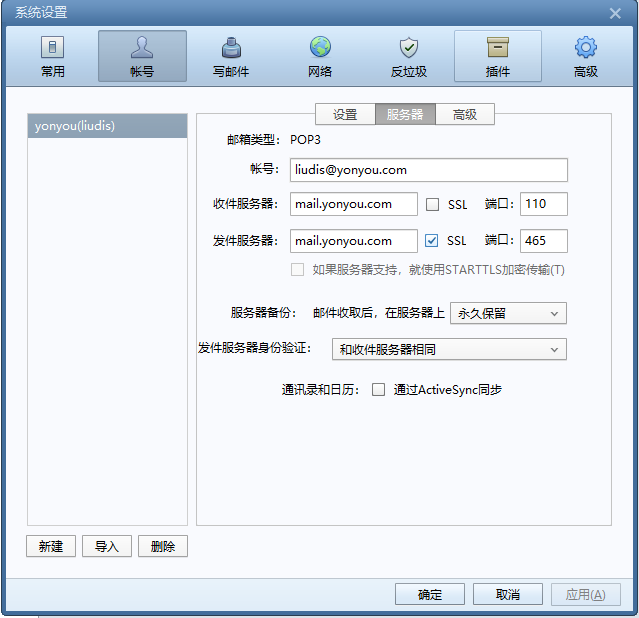 系统设置
常用 帐号 写邮件 网络 反垃圾 插件 高级
yonyou(liudis)
设置 服务器 高级
邮箱类型： POP3
帐号： liudis@yonyou.com
收件服务器： mail.yonyou.com SSL 端口： 110
发件服务器： mail.yonyou.com SSL 端口： 465
如果服务器支持，就使用STARTTLS加密传输(T)
服务器备份： 邮件收取后，在服务器上 永久保留
发件服务器身份验证： 和收件服务器相同
通讯录和日历： 通过ActiveSync同步
新建 导入 删除
确定 取消 应用(A)